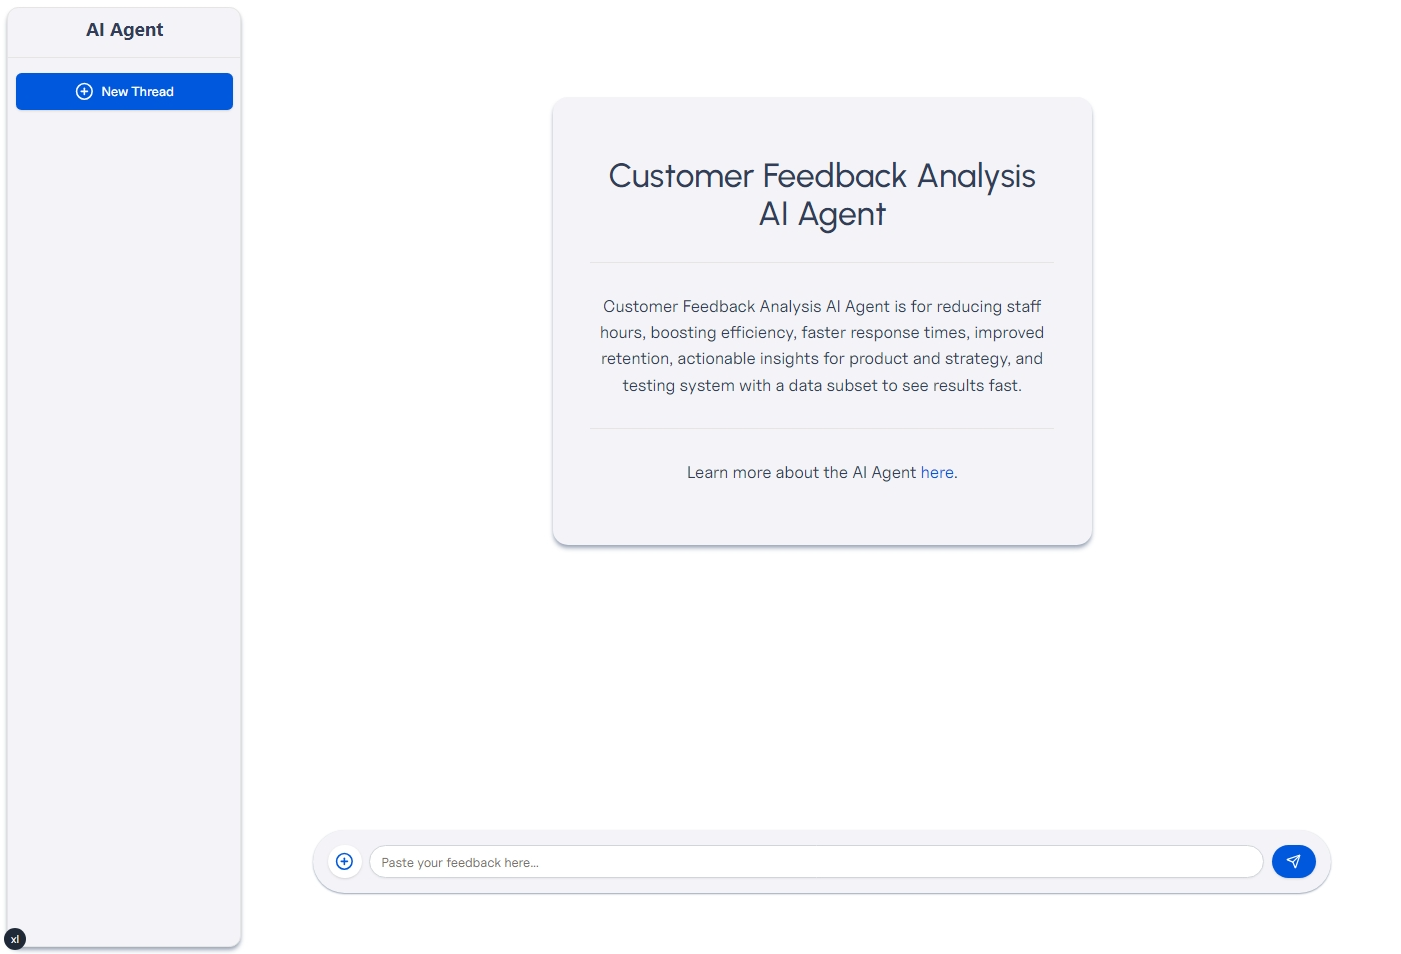 AI Agent
New Thread
Customer Feedback Analysis
AI Agent
Customer Feedback Analysis AI Agent is for reducing staff
hours, boosting efficiency, faster response times, improved
retention, actionable insights for product and strategy, and
testing system with a data subset to see results fast.
Learn more about the AI Agent here.
Paste your feedback here...
xl